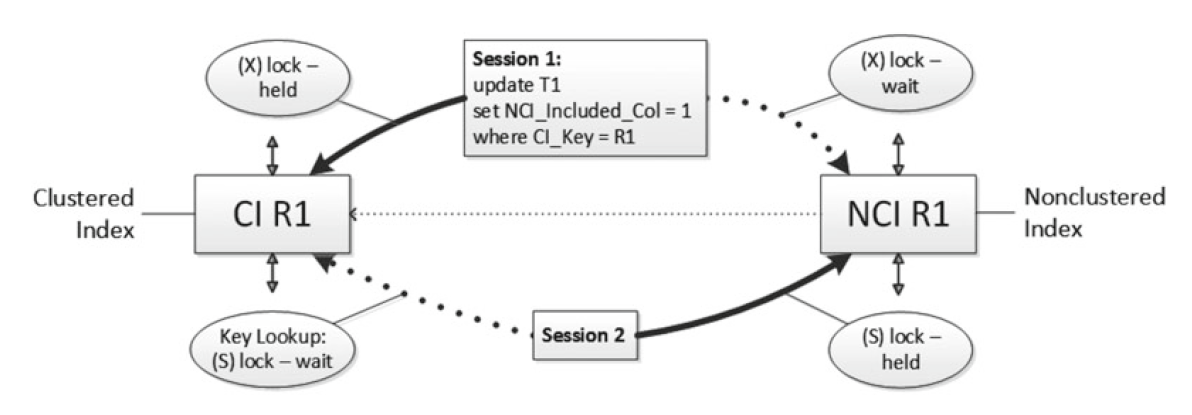 (X) lock –
held
Session 1:
update T1
set NCI_Included_Col = 1
where CI_Key = R1
(X) lock –
wait
Clustered
Index
CI R1
NCI R1
Nonclustered
Index
Key Lookup:
(S) lock – wait
Session 2
(S) lock –
held